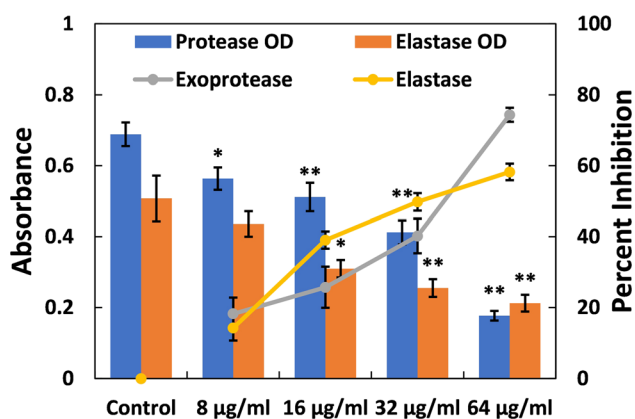 1 100
Protease OD Elastase OD
Exoprotease Elastase
0.8 80
* **
0.6 60
**
0.4 40
* **
0.2 20
** **
0 0
Control 8 µg/ml 16 µg/ml 32 µg/ml 64 µg/ml
Absorbance
Percent Inhibition